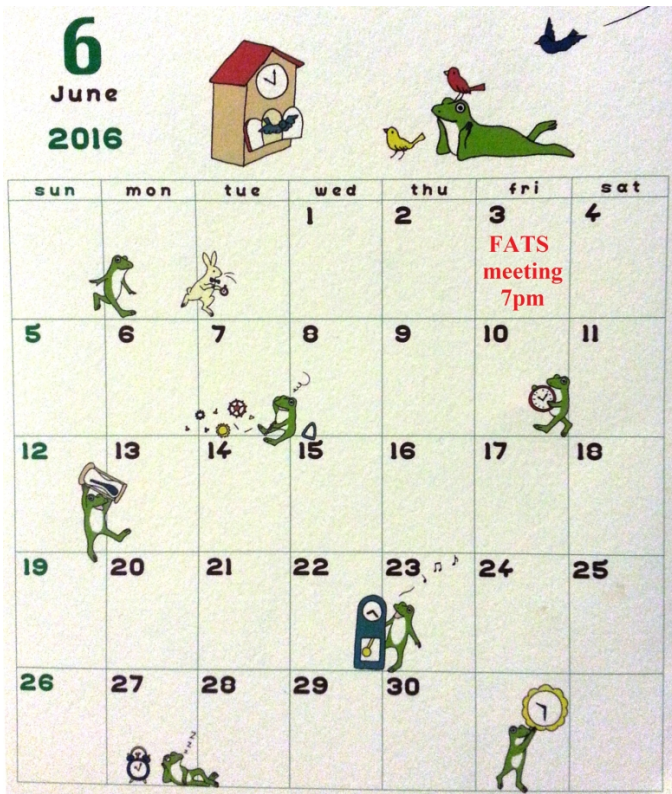 6
June
2016
sun mon tue wed thu fri sat
1 2 3 4
FATS
meeting
7pm
5 6 7 8 9 10 11
12 13 14 15 16 17 18
19 20 21 22 23 24 25
26 27 28 29 30
z z z